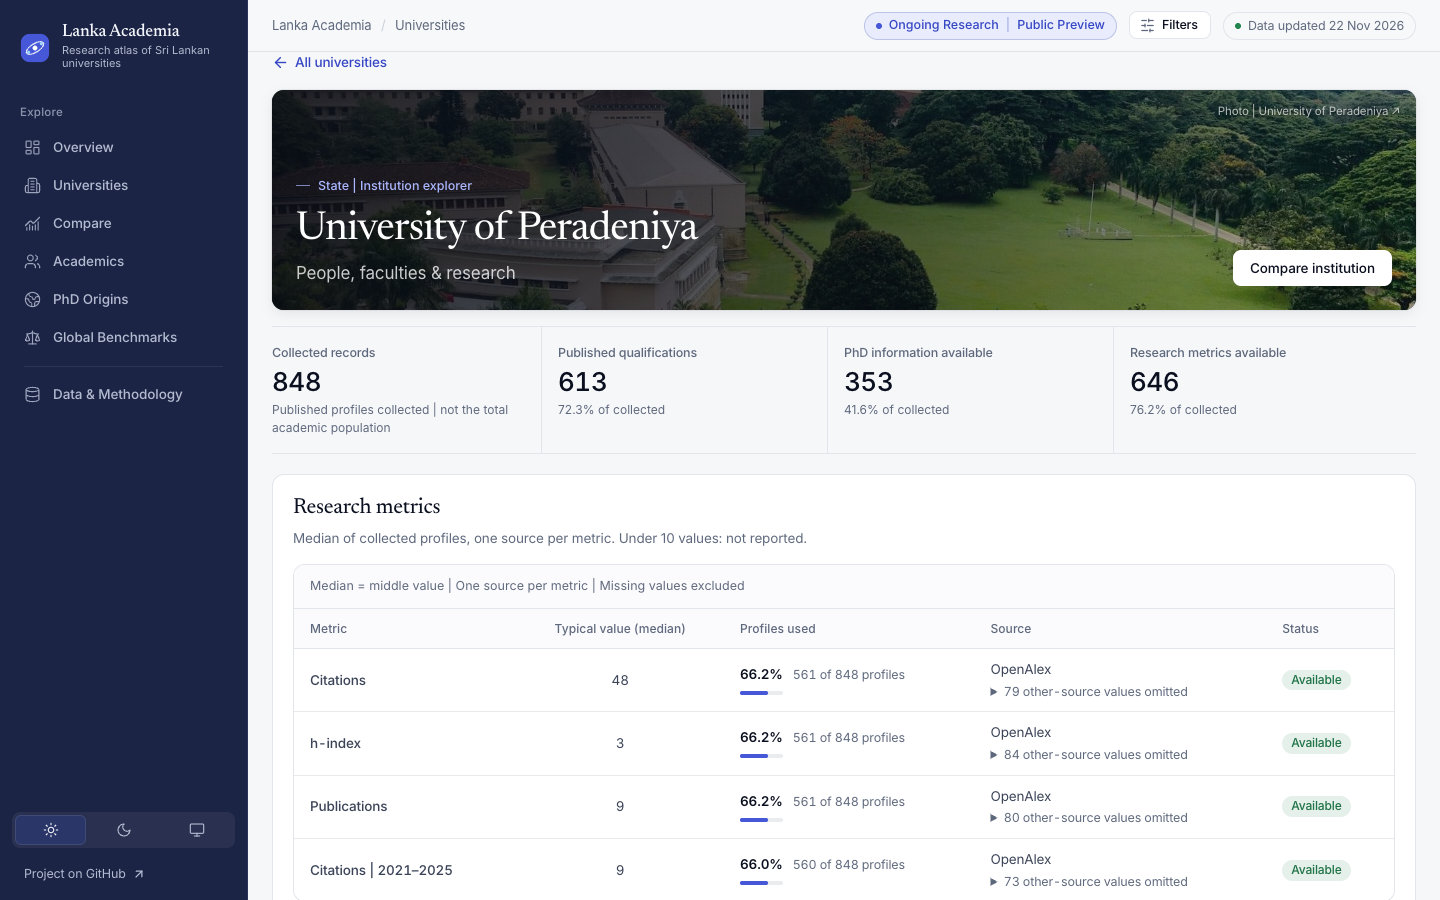 Lanka Academia
Research atlas of Sri Lankan
universities
Explore
Overview
Universities
Compare
Academics
PhD Origins
Global Benchmarks
Data & Methodology
Project on GitHub
Lanka Academia / Universities
Ongoing Research | Public Preview
Filters
Data updated 22 Nov 2026
All universities
Photo | University of Peradeniya
State | Institution explorer
University of Peradeniya
People, faculties & research
Compare institution
Collected records
848
Published profiles collected | not the total
academic population
Published qualifications
613
72.3% of collected
PhD information available
353
41.6% of collected
Research metrics available
646
76.2% of collected
Research metrics
Median of collected profiles, one source per metric. Under 10 values: not reported.
Median = middle value | One source per metric | Missing values excluded
Metric Typical value (median) Profiles used Source Status
Citations 48 66.2% 561 of 848 profiles OpenAlex Available
79 other-source values omitted
h-index 3 66.2% 561 of 848 profiles OpenAlex Available
84 other-source values omitted
Publications 9 66.2% 561 of 848 profiles OpenAlex Available
80 other-source values omitted
Citations | 2021–2025 9 66.0% 560 of 848 profiles OpenAlex Available
73 other-source values omitted